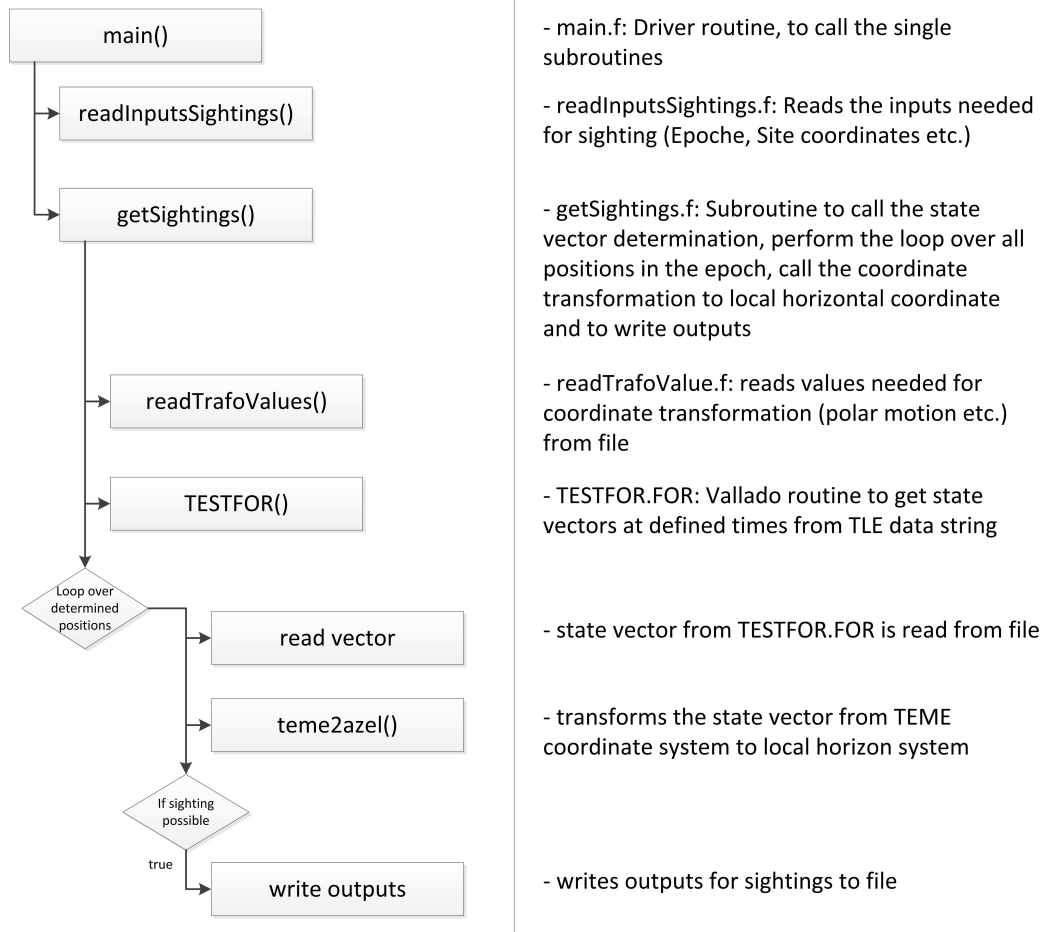 main()
- main.f: Driver routine, to call the single
subroutines
readInputsSightings()
- readInputsSightings.f: Reads the inputs needed
for sighting (Epoche, Site coordinates etc.)
getSightings()
- getSightings.f: Subroutine to call the state
vector determination, perform the loop over all
positions in the epoch, call the coordinate
transformation to local horizontal coordinate
and to write outputs
readTrafoValues()
- readTrafoValue.f: reads values needed for
coordinate transformation (polar motion etc.)
from file
TESTFOR()
- TESTFOR.FOR: Vallado routine to get state
vectors at defined times from TLE data string
Loop over
determined
positions
read vector
- state vector from TESTFOR.FOR is read from file
teme2azel()
- transforms the state vector from TEME
coordinate system to local horizon system
If sighting
possible
true
write outputs
- writes outputs for sightings to file